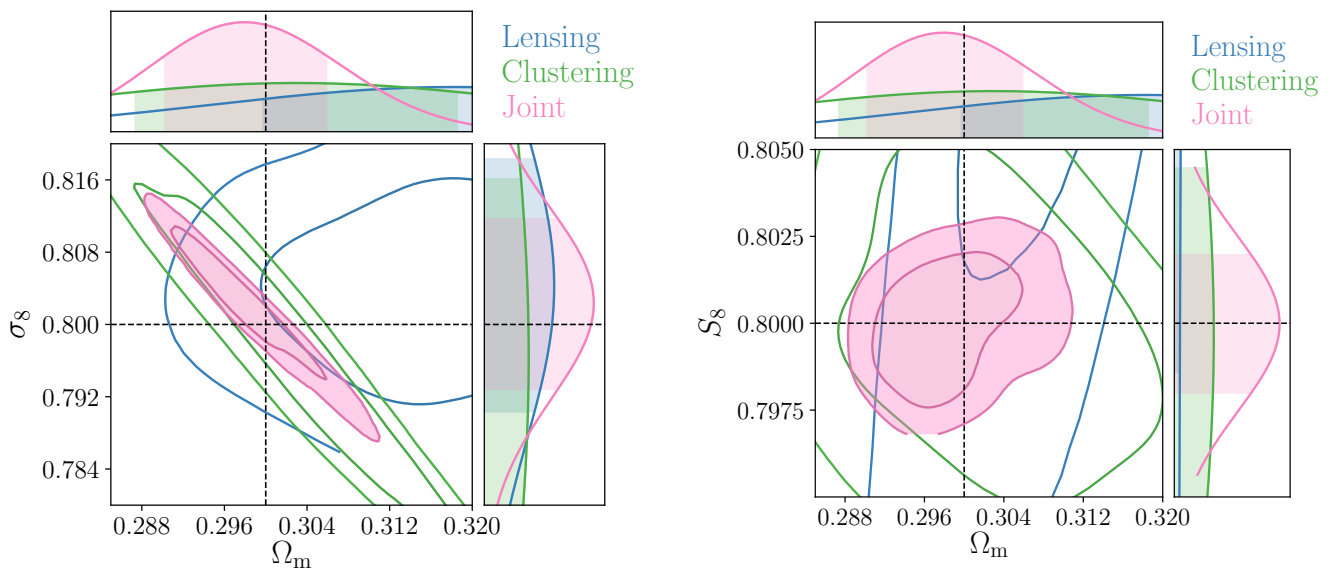 Lensing
Clustering
Joint
0.816
0.808
0.800
0.792
0.784
σ8
0.288 0.296 0.304 0.312 0.320
Ωm
Lensing
Clustering
Joint
0.8050
0.8025
0.8000
0.7975
S8
0.288 0.296 0.304 0.312 0.320
Ωm